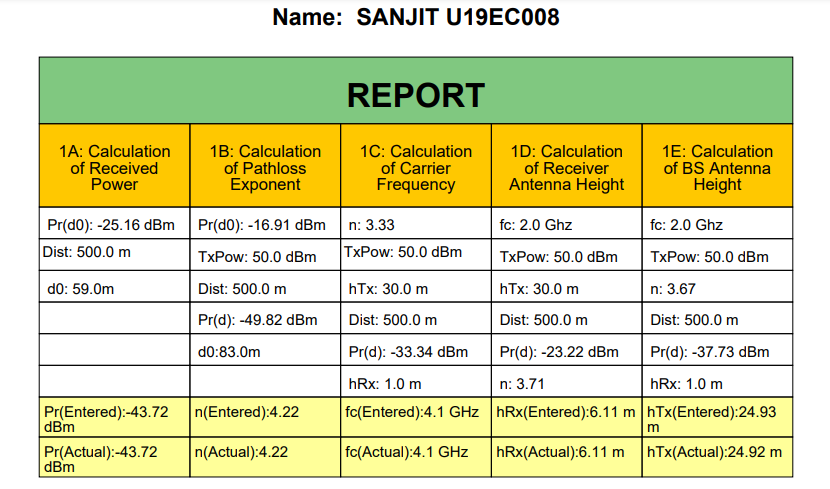 Name: SANJIT U19EC008
REPORT
1A: Calculation
of Received
Power
1B: Calculation
of Pathloss
Exponent
1C: Calculation
of Carrier
Frequency
1D: Calculation
of Receiver
Antenna Height
1E: Calculation
of BS Antenna
Height
Pr(d0): -25.16 dBm
Pr(d0): -16.91 dBm
n: 3.33
fc: 2.0 Ghz
fc: 2.0 Ghz
Dist: 500.0 m
TxPow: 50.0 dBm
TxPow: 50.0 dBm
TxPow: 50.0 dBm
TxPow: 50.0 dBm
d0: 59.0m
Dist: 500.0 m
hTx: 30.0 m
hTx: 30.0 m
n: 3.67
Pr(d): -49.82 dBm
Dist: 500.0 m
Dist: 500.0 m
Dist: 500.0 m
d0:83.0m
Pr(d): -33.34 dBm
Pr(d): -23.22 dBm
Pr(d): -37.73 dBm
hRx: 1.0 m
n: 3.71
hRx: 1.0 m
Pr(Entered):-43.72
dBm
n(Entered):4.22
fc(Entered):4.1 GHz
hRx(Entered):6.11 m
hTx(Entered):24.93
m
Pr(Actual):-43.72
dBm
n(Actual):4.22
fc(Actual):4.1 GHz
hRx(Actual):6.11 m
hTx(Actual):24.92 m